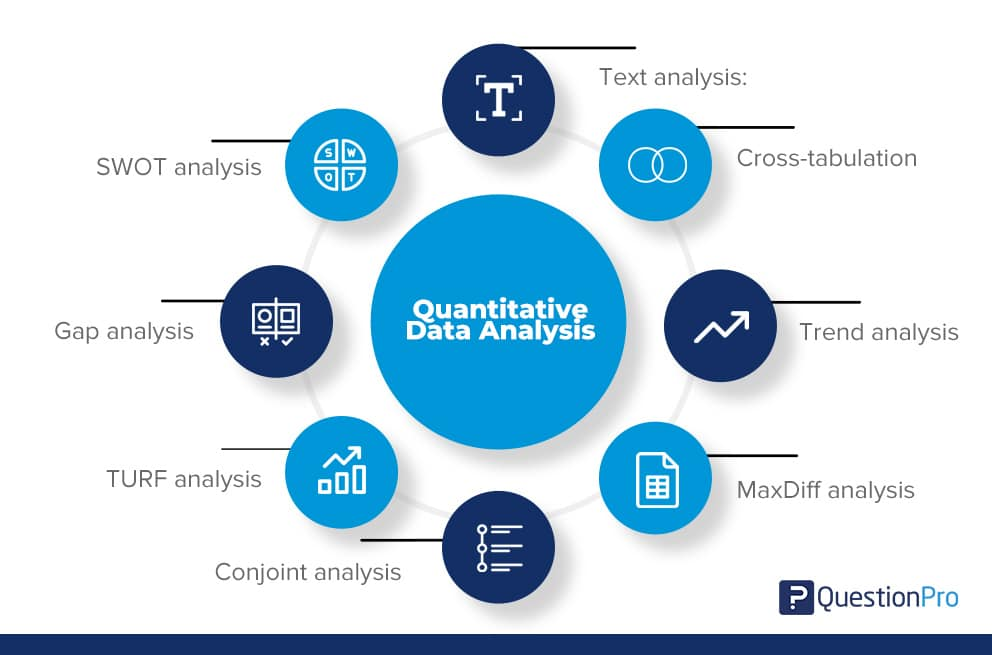 Text analysis:
Cross-tabulation
Trend analysis
MaxDiff analysis
Conjoint analysis
TURF analysis
Gap analysis
SWOT analysis
T
S W
O T
Quantitative
Data Analysis
QuestionPro